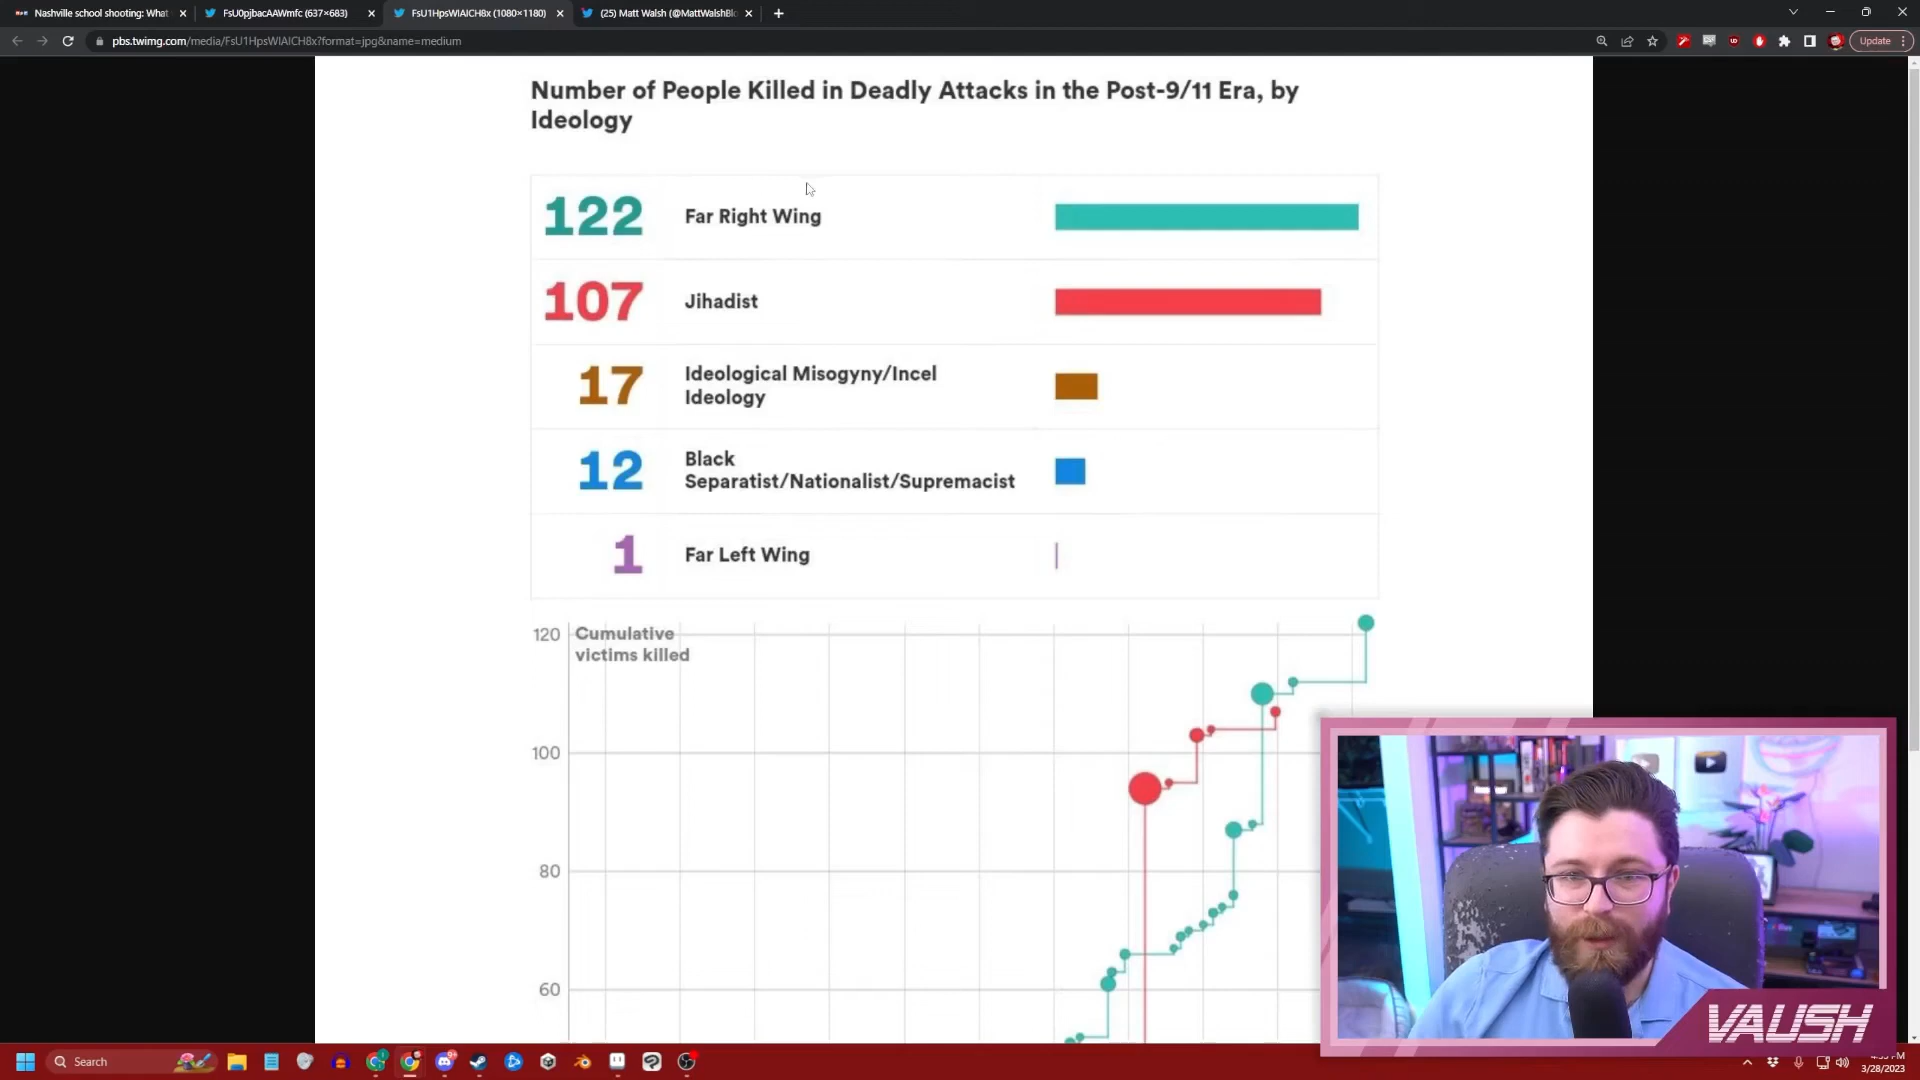 Nashville school shooting: What
FsU0pjbacAAWmfc (637×683)
FsU1HpsWIAICH8x (1080×1180)
(25) Matt Walsh (@MattWalshBlo
pbs.twimg.com/media/FsU1HpsWIAICH8x?format=jpg&name=medium
Update
Number of People Killed in Deadly Attacks in the Post-9/11 Era, by
Ideology
122
Far Right Wing
107
Jihadist
17
Ideological Misogyny/Incel
Ideology
12
Black
Separatist/Nationalist/Supremacist
1
Far Left Wing
120
Cumulative
victims killed
100
80
60
VAUSH
Search
3/28/2023